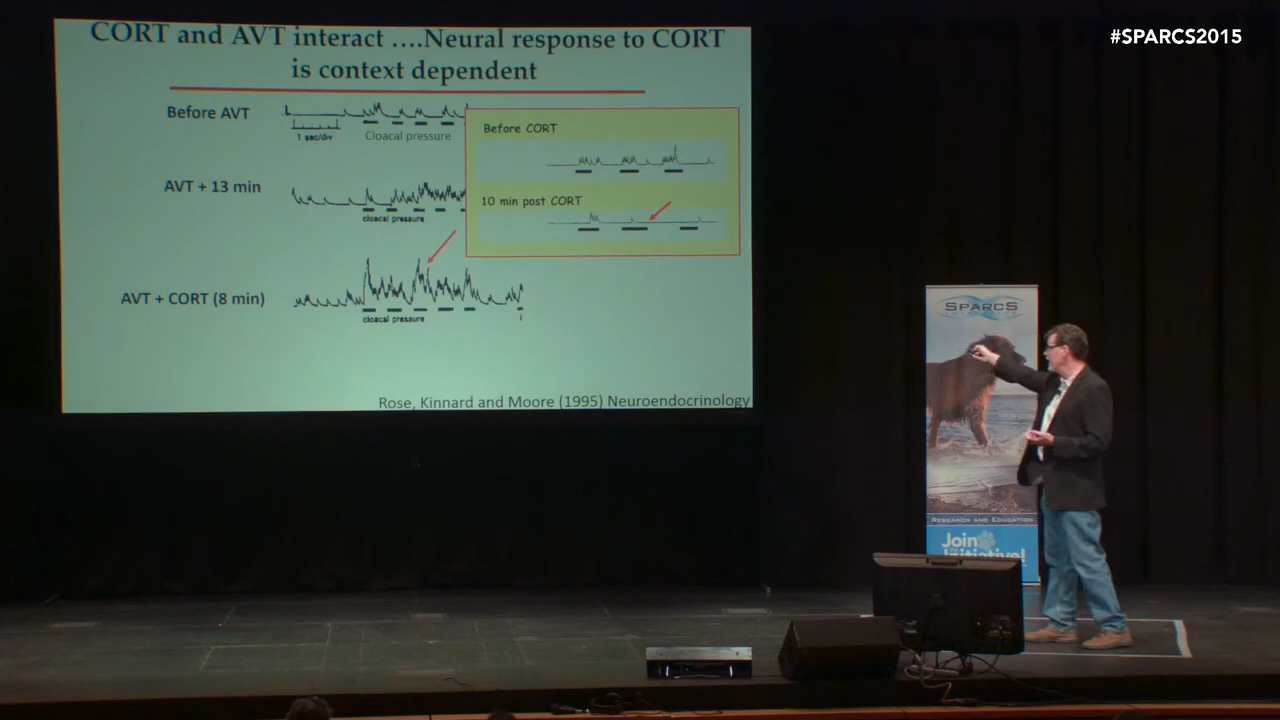 #SPARCS2015
CORT and AVT interact ....Neural response to CORT
is context dependent
Before AVT
1 sec/div
Cloacal pressure
AVT + 13 min
cloacal pressure
AVT + CORT (8 min)
cloacal pressure
Before CORT
10 min post CORT
Rose, Kinnard and Moore (1995) Neuroendocrinology
SPARCS
RESEARCH AND EDUCATION
Join
Initiative!